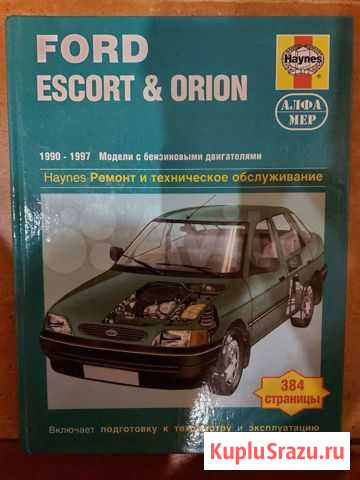 FORD
ESCORT & ORION
Haynes
®
АЛФА
МЕР
1990 - 1997 Модели с бензиновыми двигателями
Haynes Ремонт и техническое обслуживание
384
страницы
Включает подготовку к техосмотру и эксплуатацию
KupluSrazu.ru